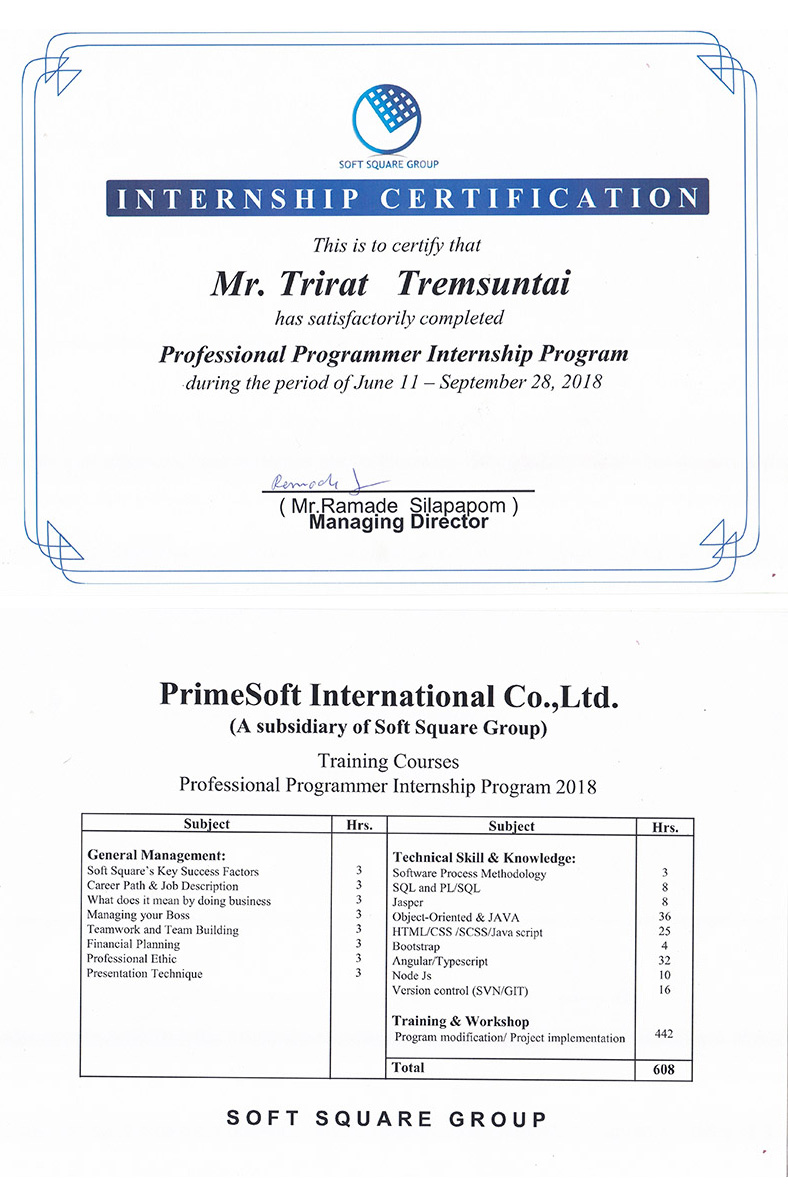 SOFT SQUARE GROUP
INTERNSHIP CERTIFICATION
This is to certify that
Mr. Trirat Tremsuntai
has satisfactorily completed
Professional Programmer Internship Program
during the period of June 11 – September 28, 2018
Ramade
( Mr.Ramade Silapapom )
Managing Director
PrimeSoft International Co.,Ltd.
(A subsidiary of Soft Square Group)
Training Courses
Professional Programmer Internship Program 2018
Subject Hrs.
General Management:
Soft Square's Key Success Factors 3
Career Path & Job Description 3
What does it mean by doing business 3
Managing your Boss 3
Teamwork and Team Building 3
Financial Planning 3
Professional Ethic 3
Presentation Technique 3
Subject Hrs.
Technical Skill & Knowledge:
Software Process Methodology 3
SQL and PL/SQL 8
Jasper 8
Object-Oriented & JAVA 36
HTML/CSS /SCSS/Java script 25
Bootstrap 4
Angular/Typescript 32
Node Js 10
Version control (SVN/GIT) 16
Training & Workshop
Program modification/ Project implementation 442
Total 608
SOFT SQUARE GROUP